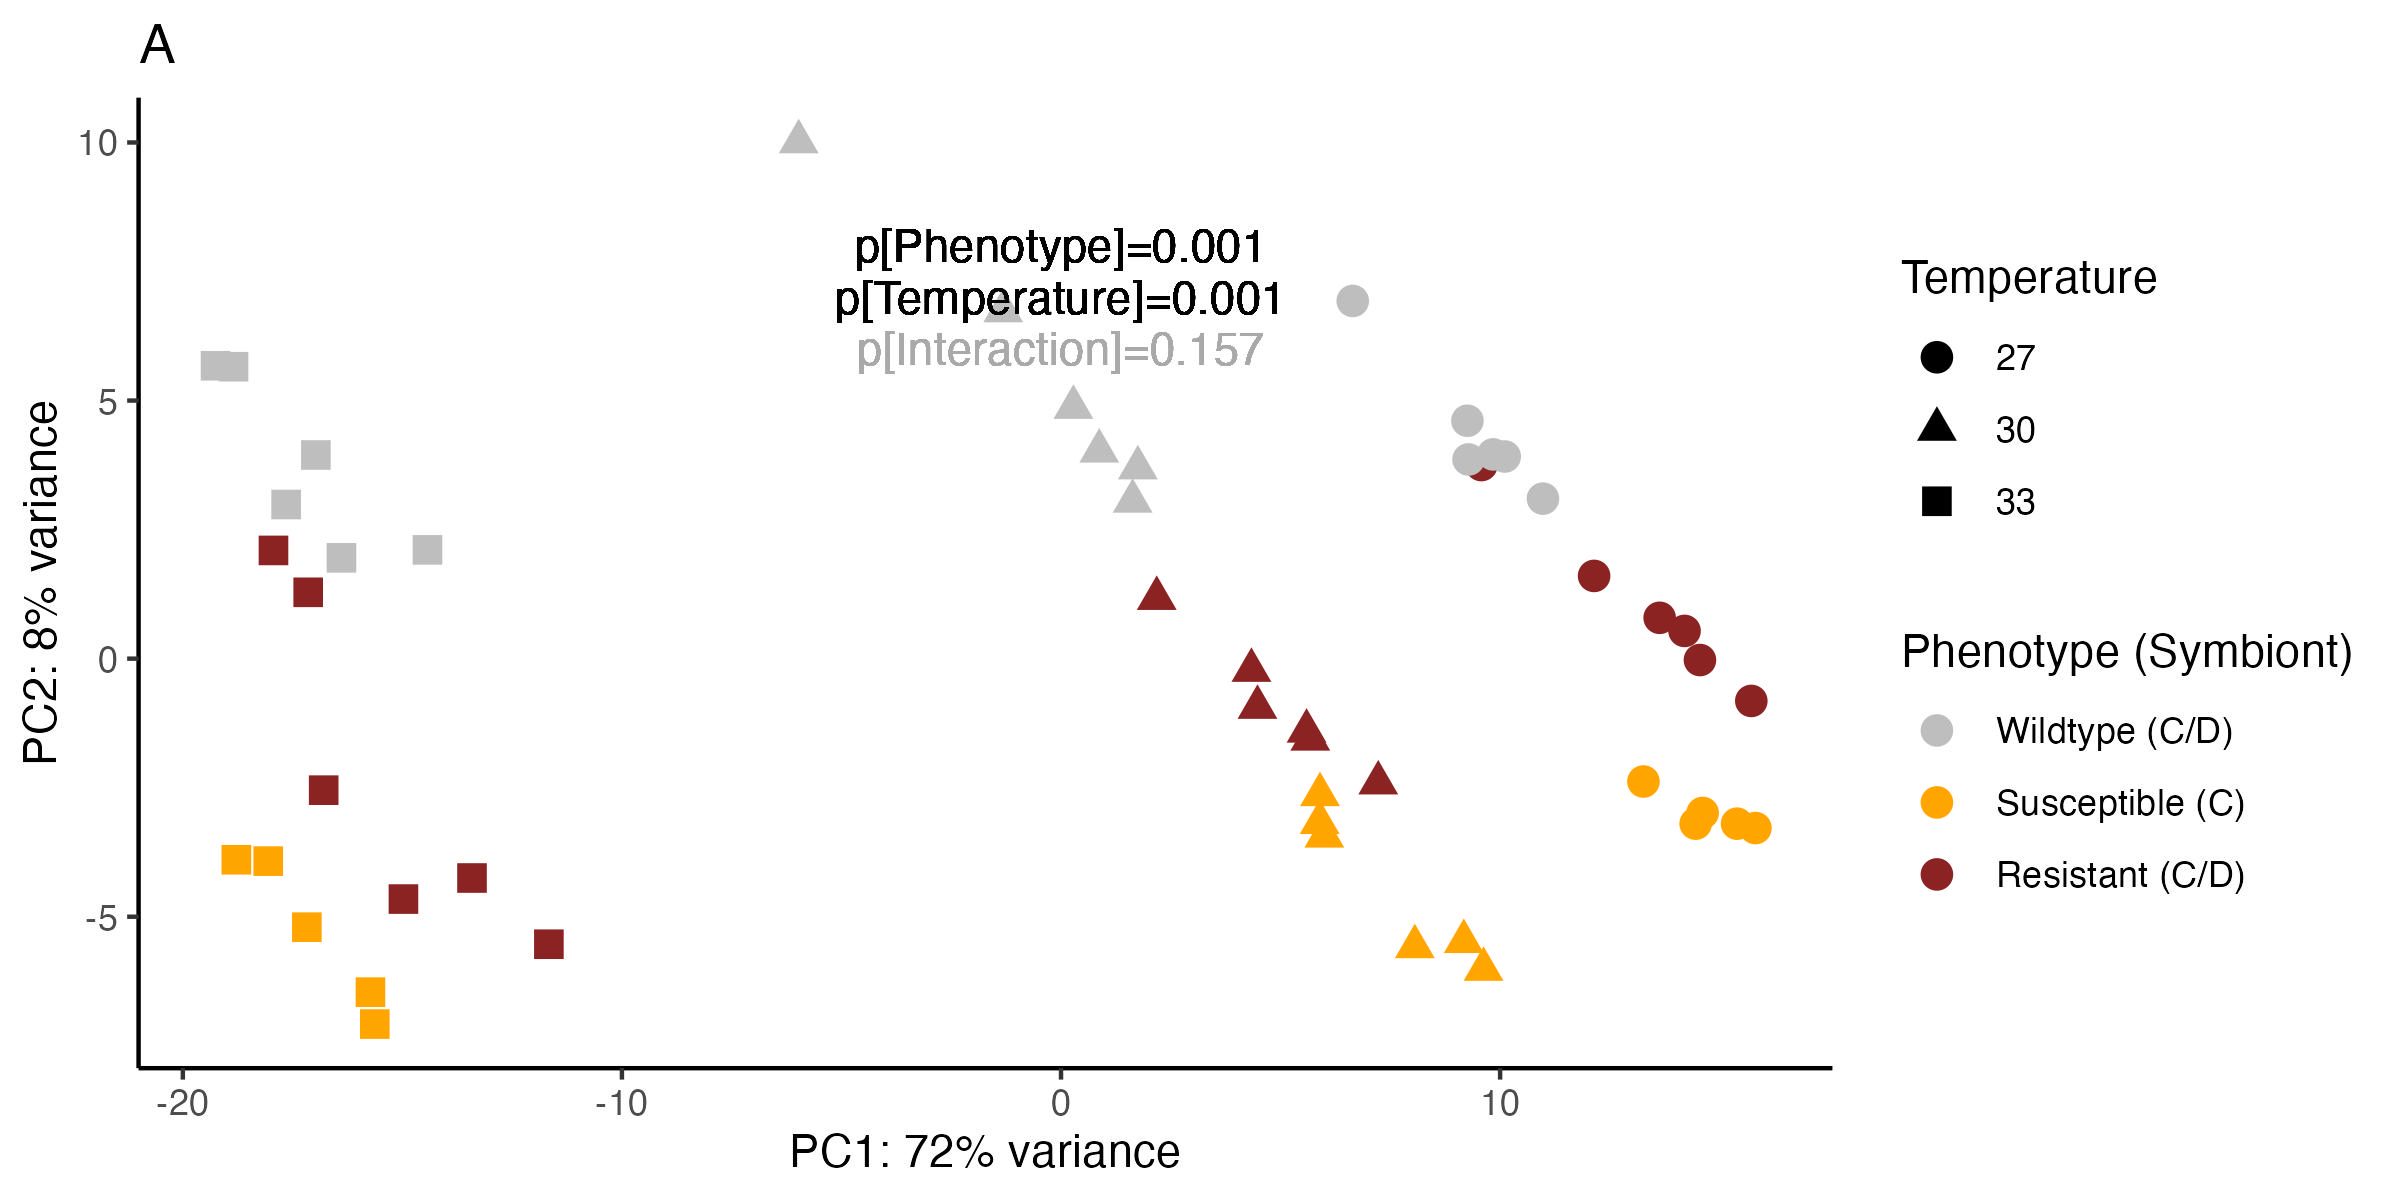 A
10
5
0
-5
PC2: 8% variance
p[Phenotype]=0.001
p[Temperature]=0.001
p[Interaction]=0.157
-20
-10
0
10
PC1: 72% variance
Temperature
27
30
33
Phenotype (Symbiont)
Wildtype (C/D)
Susceptible (C)
Resistant (C/D)